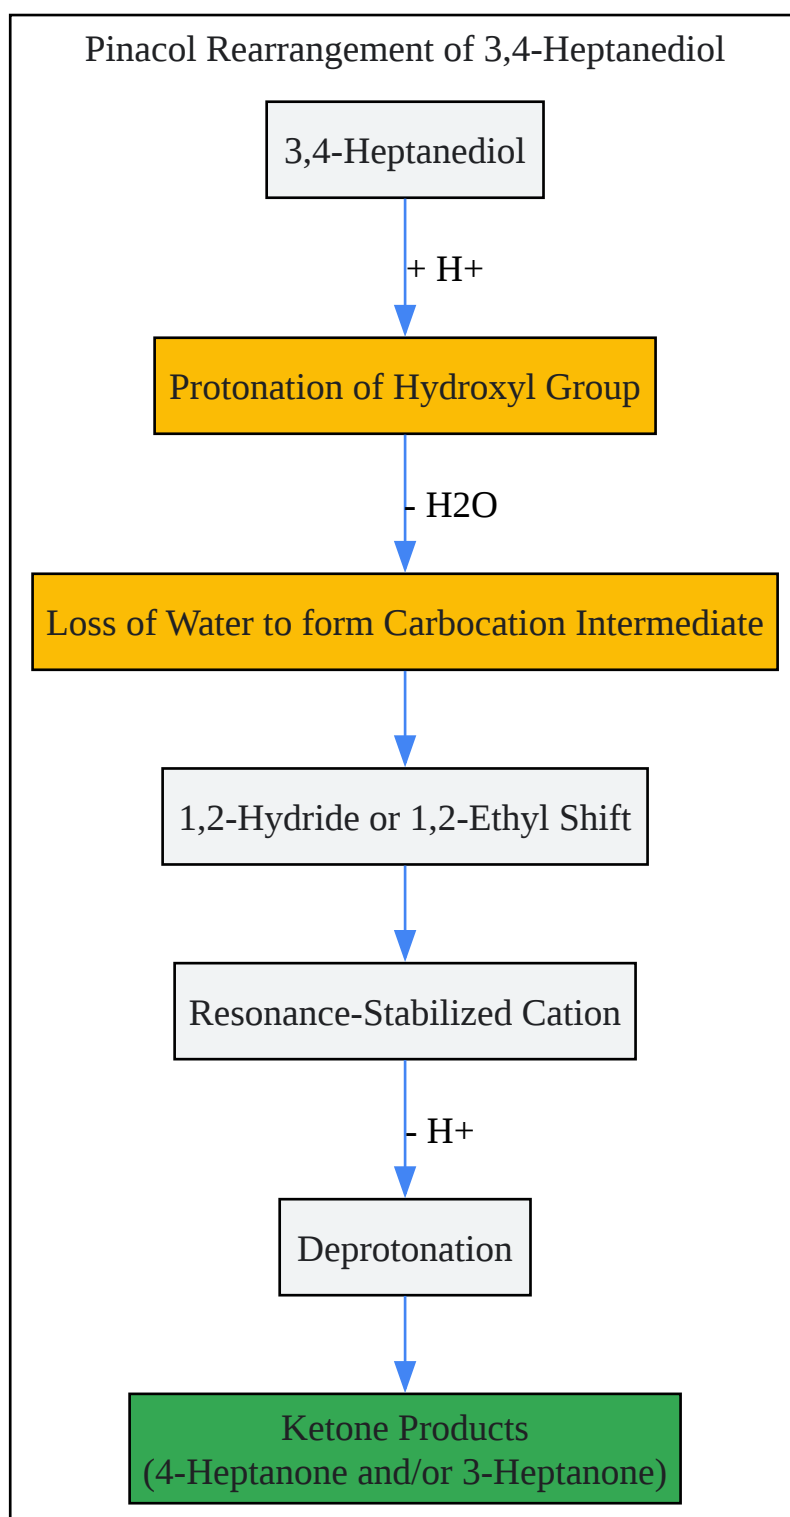 Pinacol Rearrangement of 3,4-Heptanediol
3,4-Heptanediol
+ H+
Protonation of Hydroxyl Group
- H2O
Loss of Water to form Carbocation Intermediate
1,2-Hydride or 1,2-Ethyl Shift
Resonance-Stabilized Cation
- H+
Deprotonation
Ketone Products
(4-Heptanone and/or 3-Heptanone)